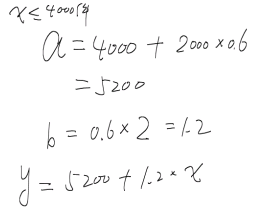 x ≤ 4000时
a = 4000 + 2000 × 0.6
= 5200
b = 0.6 × 2 = 1.2
y = 5200 + 1.2 * x